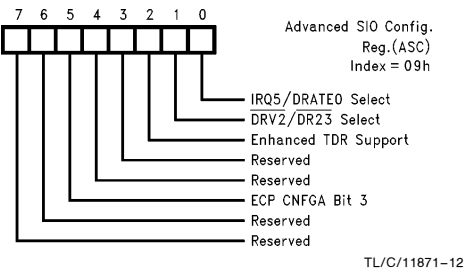 7 6 5 4 3 2 1 0
Advanced SIO Config.
Reg.(ASC)
Index = 09h
IRQ5/DRATE0 Select
DRV2/DR23 Select
Enhanced TDR Support
Reserved
Reserved
ECP CNFGA Bit 3
Reserved
Reserved
TL/C/11871–12